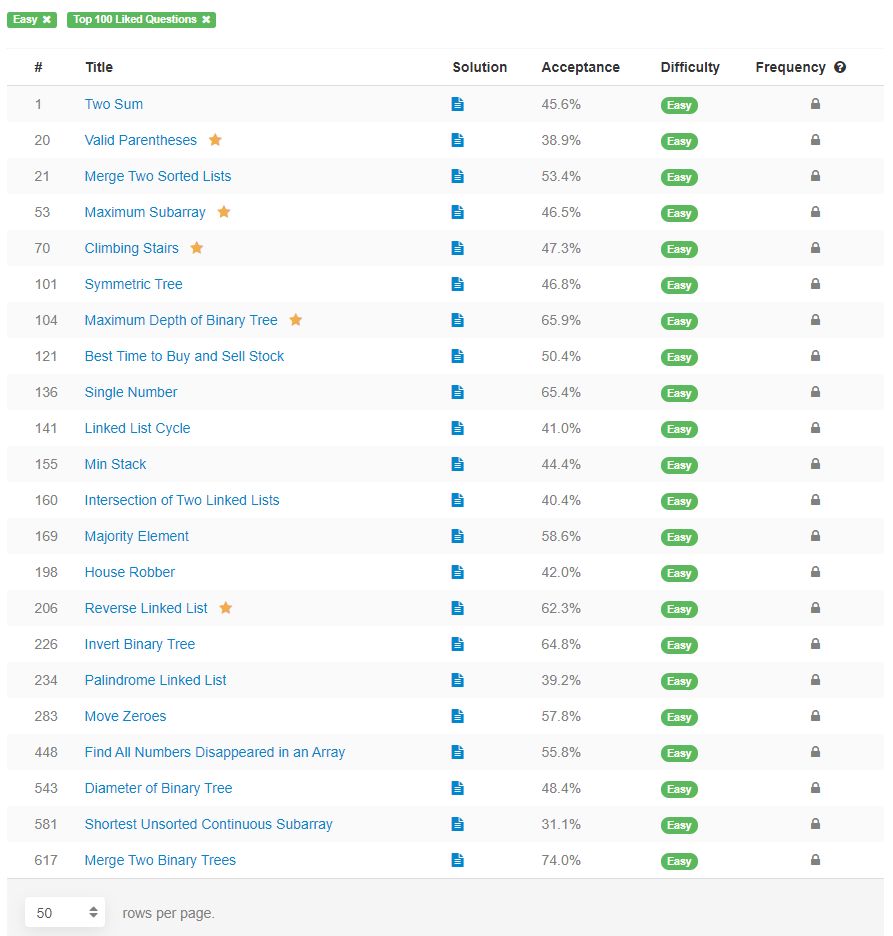 Easy ✖ Top 100 Liked Questions ✖
# Title Solution Acceptance Difficulty Frequency ?
1 Two Sum 45.6% Easy
20 Valid Parentheses 38.9% Easy
21 Merge Two Sorted Lists 53.4% Easy
53 Maximum Subarray 46.5% Easy
70 Climbing Stairs 47.3% Easy
101 Symmetric Tree 46.8% Easy
104 Maximum Depth of Binary Tree 65.9% Easy
121 Best Time to Buy and Sell Stock 50.4% Easy
136 Single Number 65.4% Easy
141 Linked List Cycle 41.0% Easy
155 Min Stack 44.4% Easy
160 Intersection of Two Linked Lists 40.4% Easy
169 Majority Element 58.6% Easy
198 House Robber 42.0% Easy
206 Reverse Linked List 62.3% Easy
226 Invert Binary Tree 64.8% Easy
234 Palindrome Linked List 39.2% Easy
283 Move Zeroes 57.8% Easy
448 Find All Numbers Disappeared in an Array 55.8% Easy
543 Diameter of Binary Tree 48.4% Easy
581 Shortest Unsorted Continuous Subarray 31.1% Easy
617 Merge Two Binary Trees 74.0% Easy
50 rows per page.